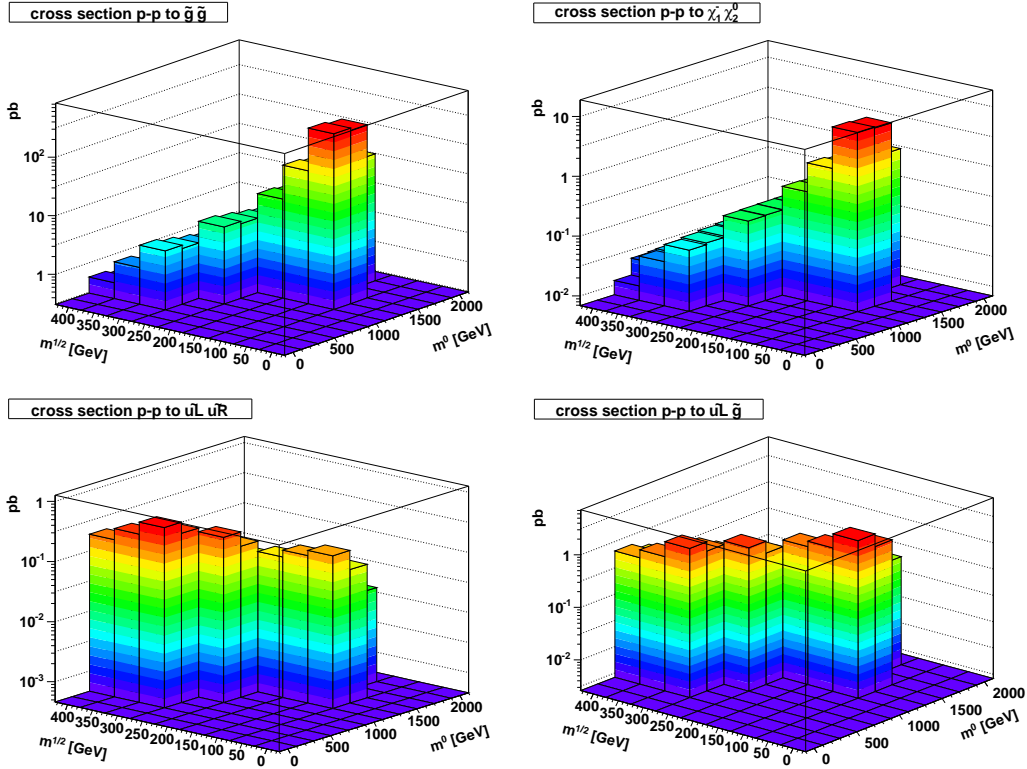 cross section p-p to g̃ g̃
pb
10²
10
1
400 350 300 250 200 150 100 50 0
m^1/2 [GeV]
0 500 1000 1500 2000
m⁰ [GeV]
cross section p-p to χ̃₁⁻ χ̃₂⁰
pb
10
1
10⁻¹
10⁻²
400 350 300 250 200 150 100 50 0
m^1/2 [GeV]
0 500 1000 1500 2000
m⁰ [GeV]
cross section p-p to ũL ũR
pb
1
10⁻¹
10⁻²
10⁻³
400 350 300 250 200 150 100 50 0
m^1/2 [GeV]
0 500 1000 1500 2000
m⁰ [GeV]
cross section p-p to ũL g̃
pb
1
10⁻¹
10⁻²
400 350 300 250 200 150 100 50 0
m^1/2 [GeV]
0 500 1000 1500 2000
m⁰ [GeV]